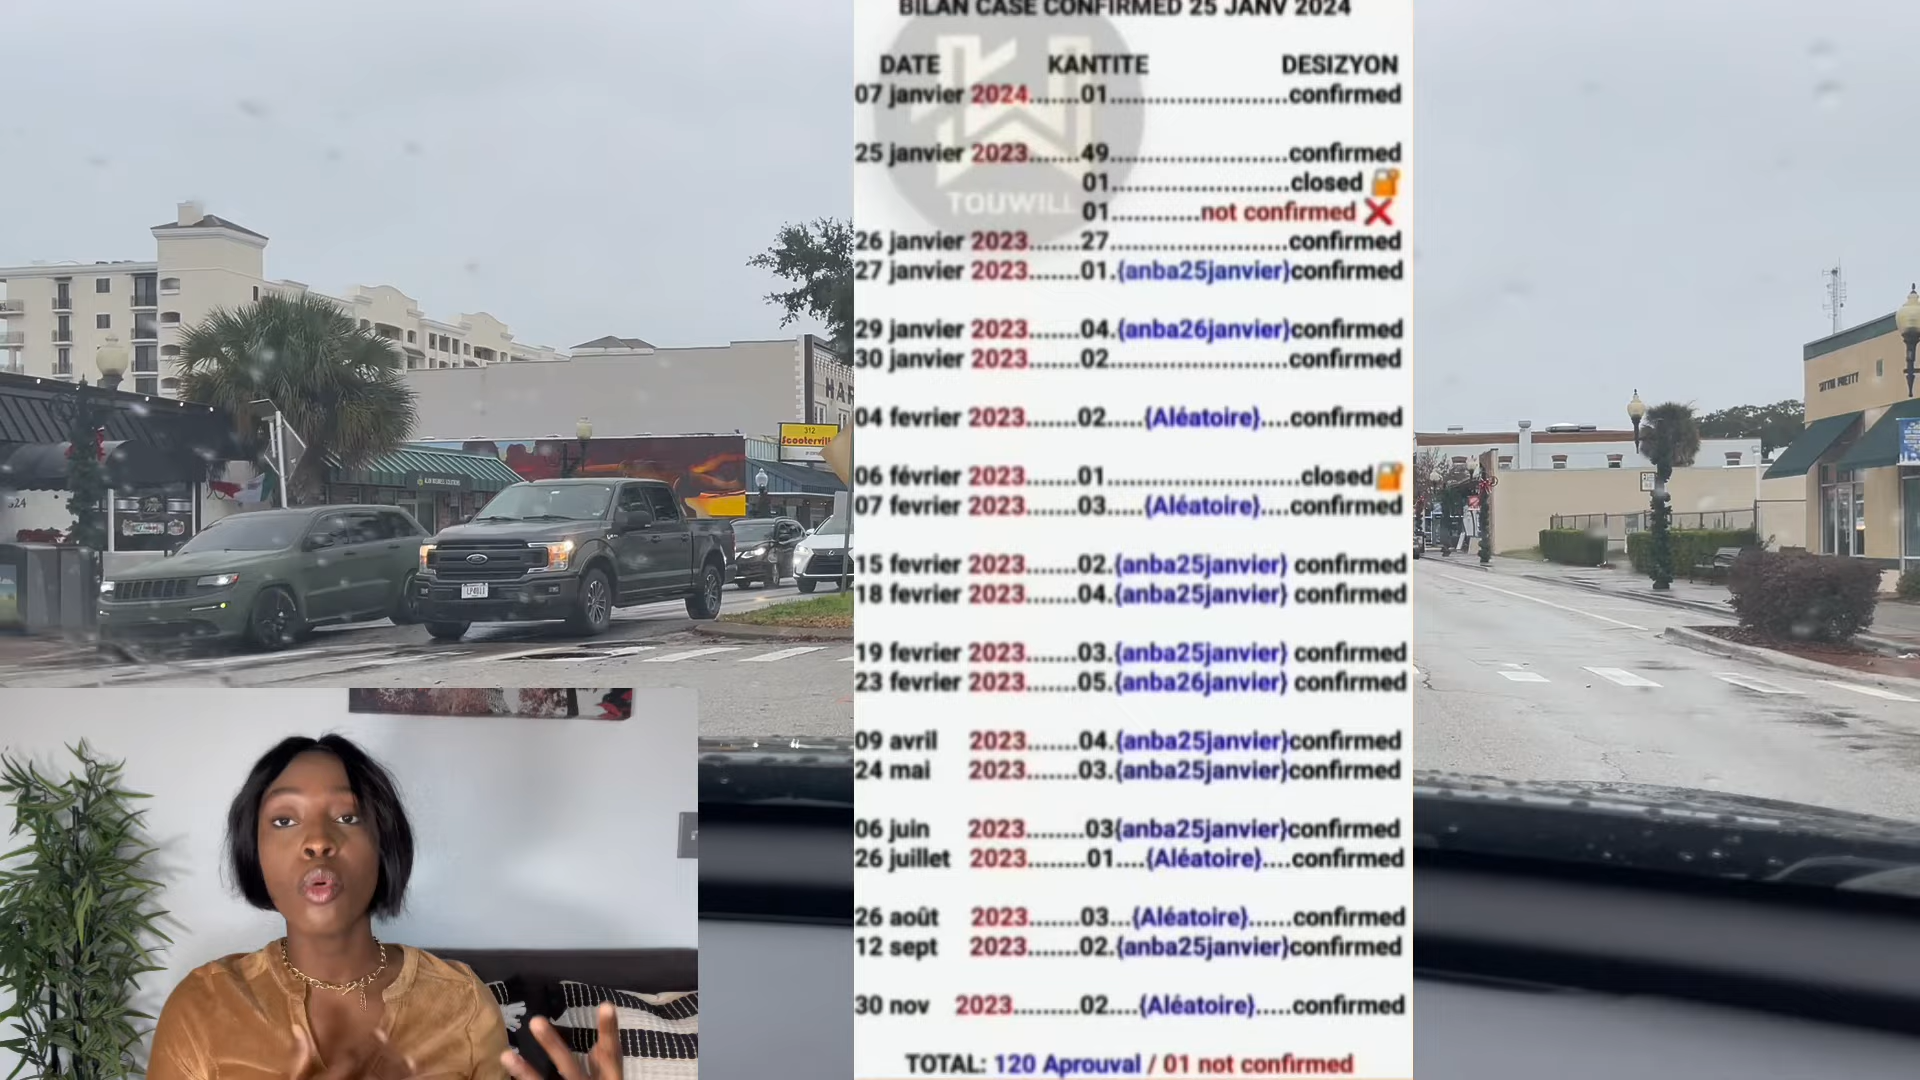 BILAN CASE CONFIRMED 25 JANV 2024
DATE KANTITE DESIZYON
07 janvier 2024.......01........................confirmed
25 janvier 2023.......49........................confirmed
01........................closed 🔐
01............not confirmed ❌
26 janvier 2023.......27........................confirmed
27 janvier 2023.......01.{anba25janvier}confirmed
29 janvier 2023.......04.{anba26janvier}confirmed
30 janvier 2023.......02........................confirmed
04 fevrier 2023.......02.....{Aléatoire}....confirmed
06 février 2023.......01..........................closed🔐
07 fevrier 2023.......03.....{Aléatoire}....confirmed
15 fevrier 2023.......02.{anba25janvier} confirmed
18 fevrier 2023.......04.{anba25janvier} confirmed
19 fevrier 2023.......03.{anba25janvier} confirmed
23 fevrier 2023.......05.{anba26janvier} confirmed
09 avril 2023.......04.{anba25janvier}confirmed
24 mai 2023.......03.{anba25janvier}confirmed
06 juin 2023........03{anba25janvier}confirmed
26 juillet 2023........01....{Aléatoire}....confirmed
26 août 2023.......03...{Aléatoire}......confirmed
12 sept 2023.......02.{anba25janvier}confirmed
30 nov 2023.........02....{Aléatoire}.....confirmed
TOTAL: 120 Aprouval / 01 not confirmed
TOUWILL
HAR
312
Scootervill
324